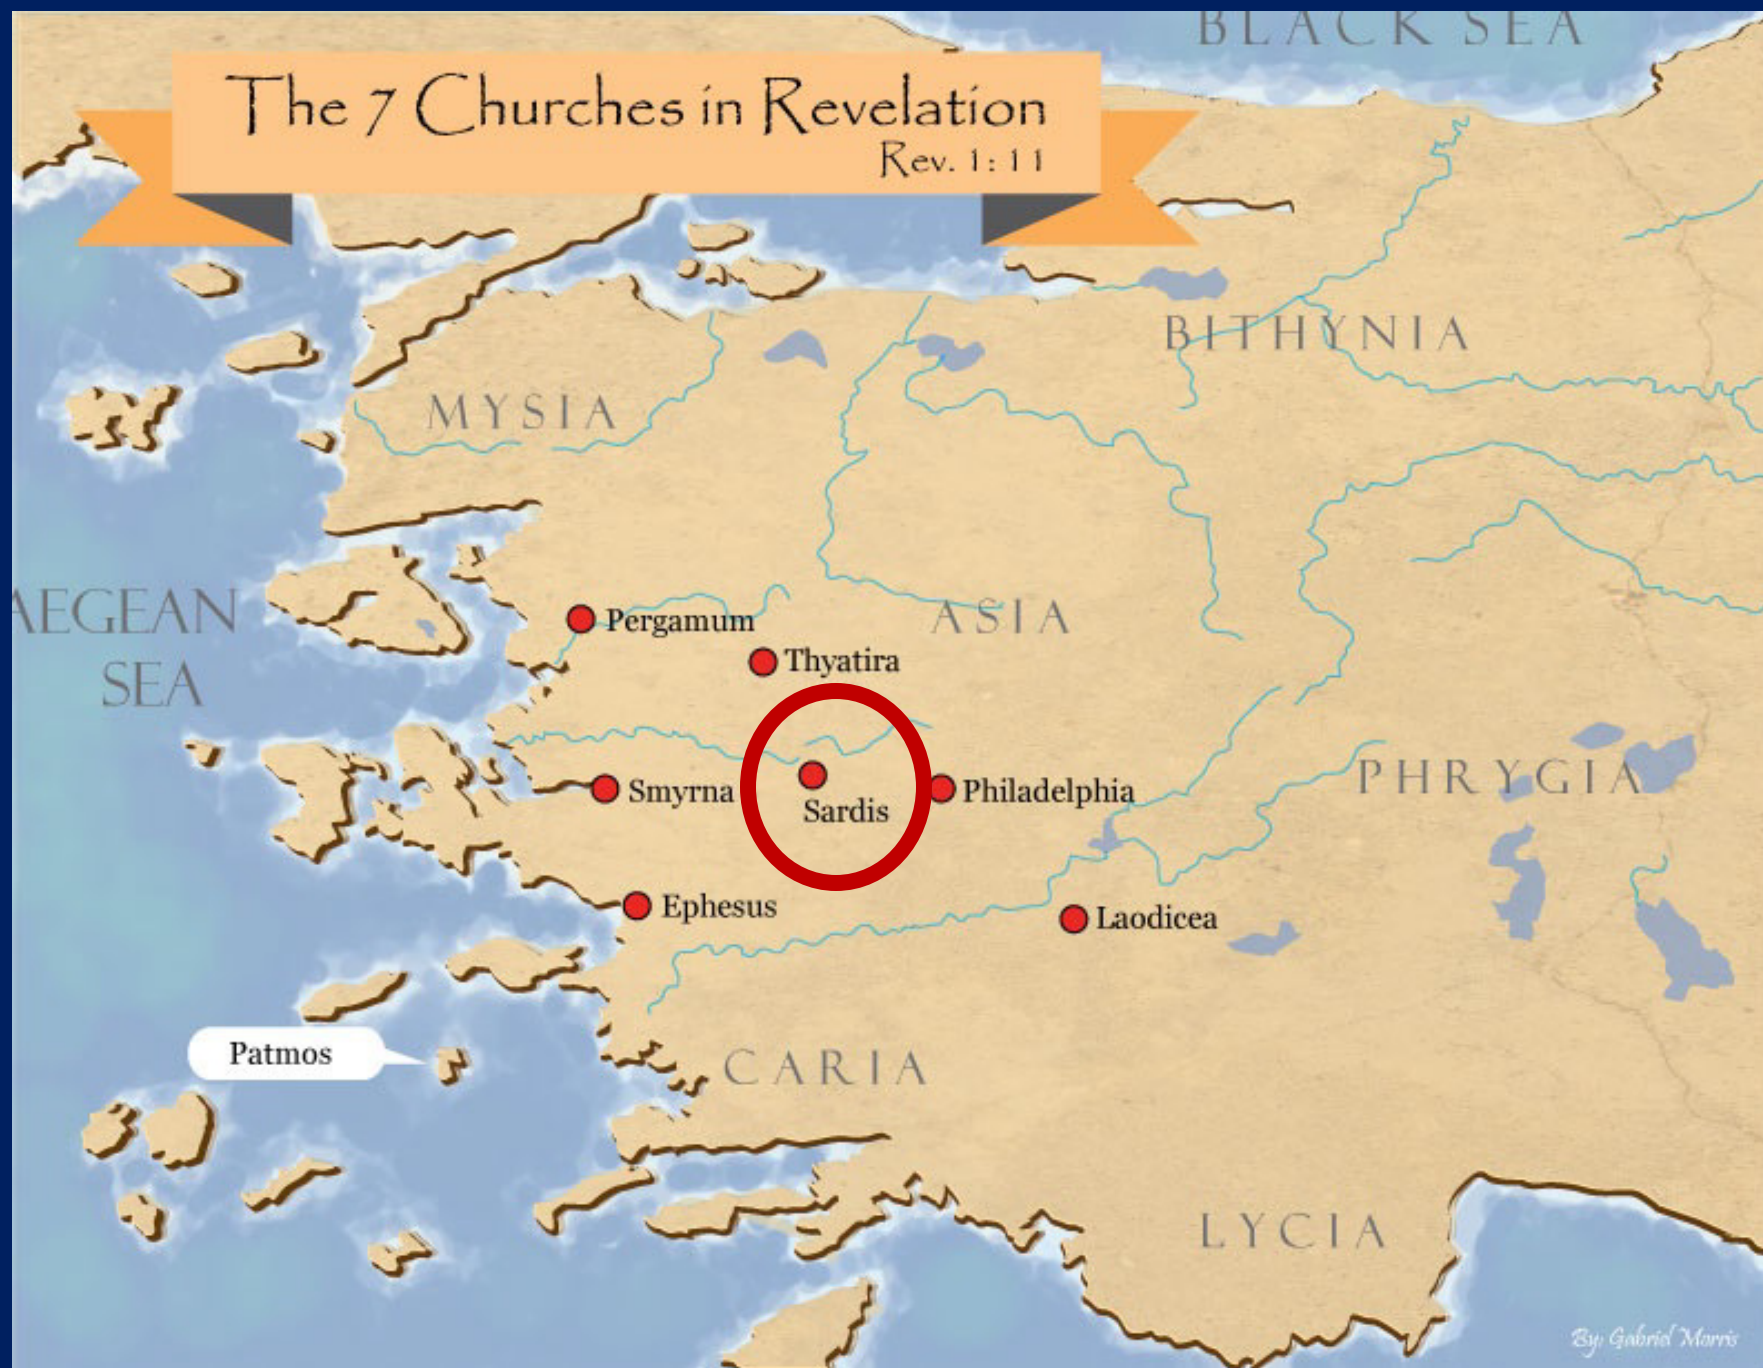 BLACK SEA
The 7 Churches in Revelation
Rev. 1:11
BITHYNIA
MYSIA
AEGEAN
SEA
ASIA
Pergamum
Thyatira
Smyrna
Sardis
Philadelphia
PHRYGIA
Ephesus
Laodicea
Patmos
CARIA
LYCIA
By: Gabriel Morris